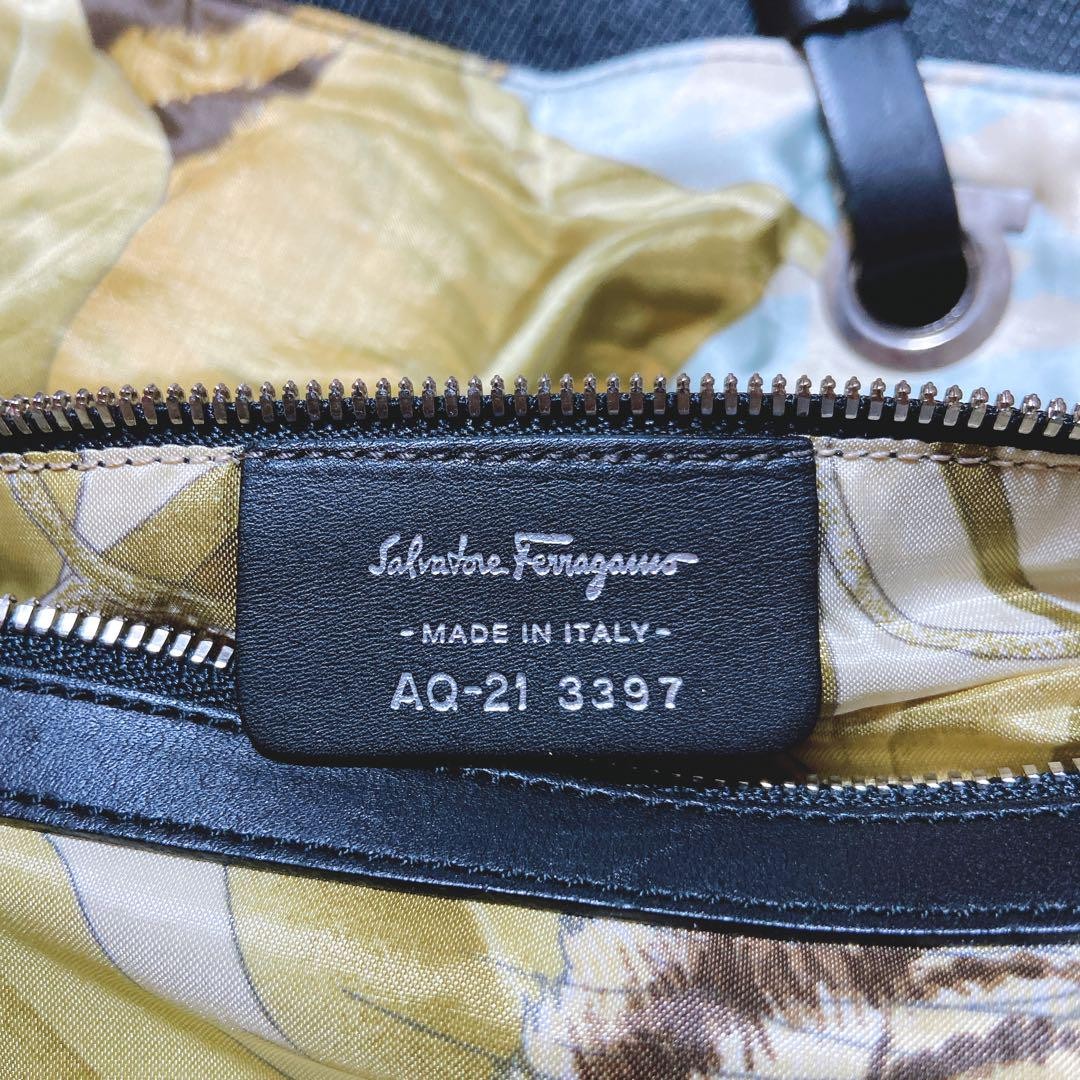 Salvatore Ferragamo
- MADE IN ITALY -
AQ-21 3397